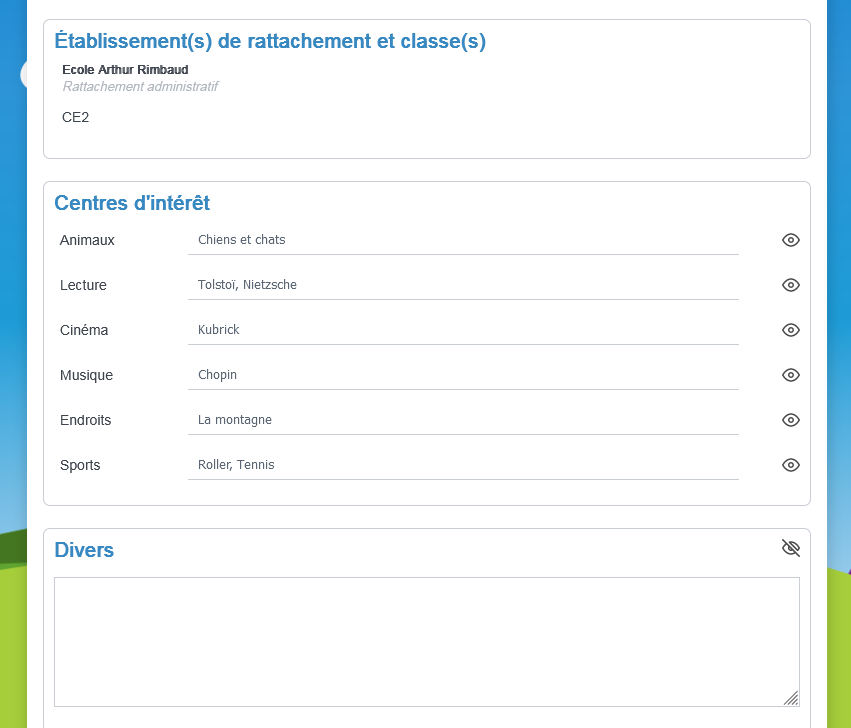 Établissement(s) de rattachement et classe(s)
Ecole Arthur Rimbaud
Rattachement administratif
CE2
Centres d'intérêt
Animaux Chiens et chats
Lecture Tolstoï, Nietzsche
Cinéma Kubrick
Musique Chopin
Endroits La montagne
Sports Roller, Tennis
Divers